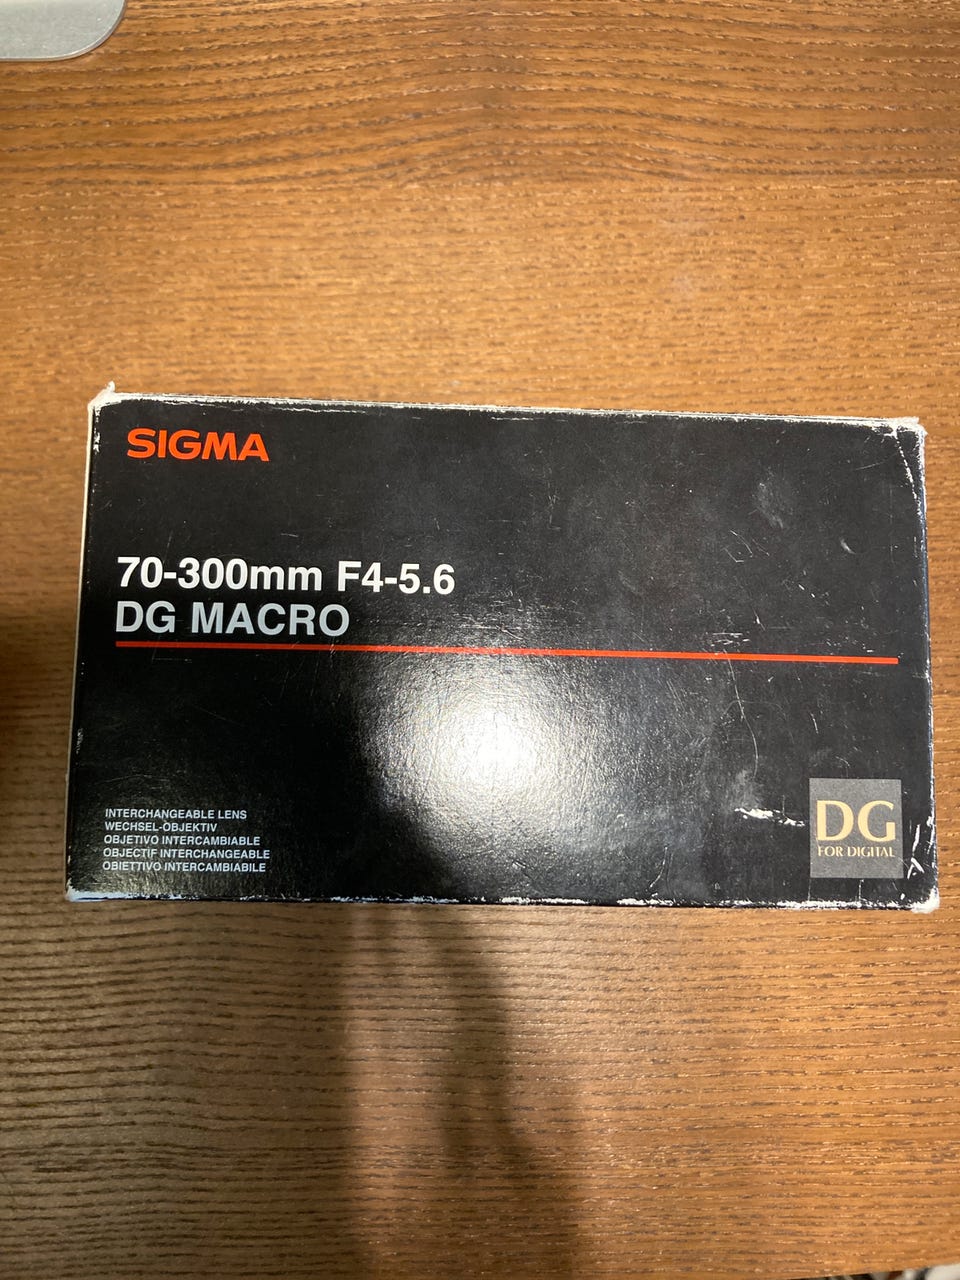 SIGMA
70-300mm F4-5.6
DG MACRO
INTERCHANGEABLE LENS
WECHSEL-OBJEKTIV
OBJETIVO INTERCAMBIABLE
OBJECTIF INTERCHANGEABLE
OBIETTIVO INTERCAMBIABILE
DG
FOR DIGITAL